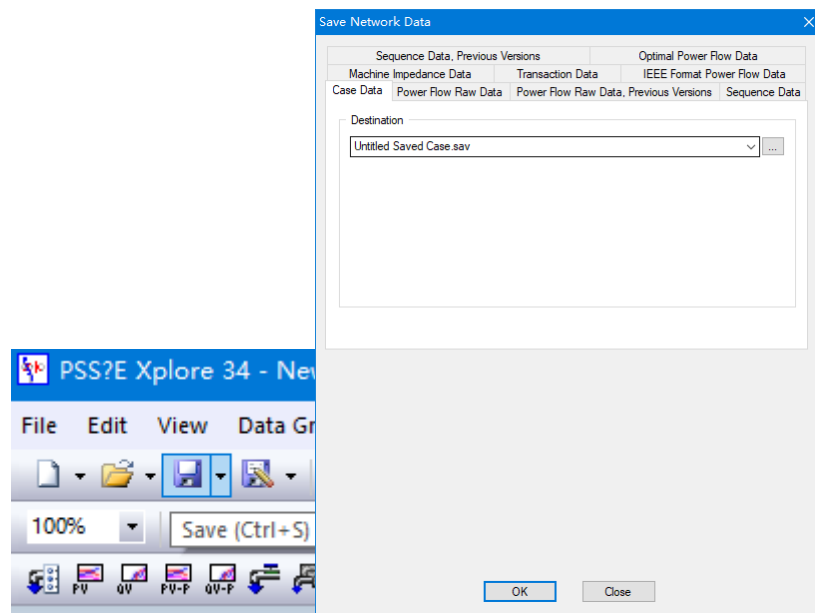 Save Network Data
Sequence Data, Previous Versions Optimal Power Flow Data
Machine Impedance Data Transaction Data IEEE Format Power Flow Data
Case Data Power Flow Raw Data Power Flow Raw Data, Previous Versions Sequence Data
Destination
Untitled Saved Case.sav ...
PSS?E Xplore 34 - New
File Edit View Data Gr
100% Save (Ctrl+S)
PV QV PV-P QV-P
OK Close